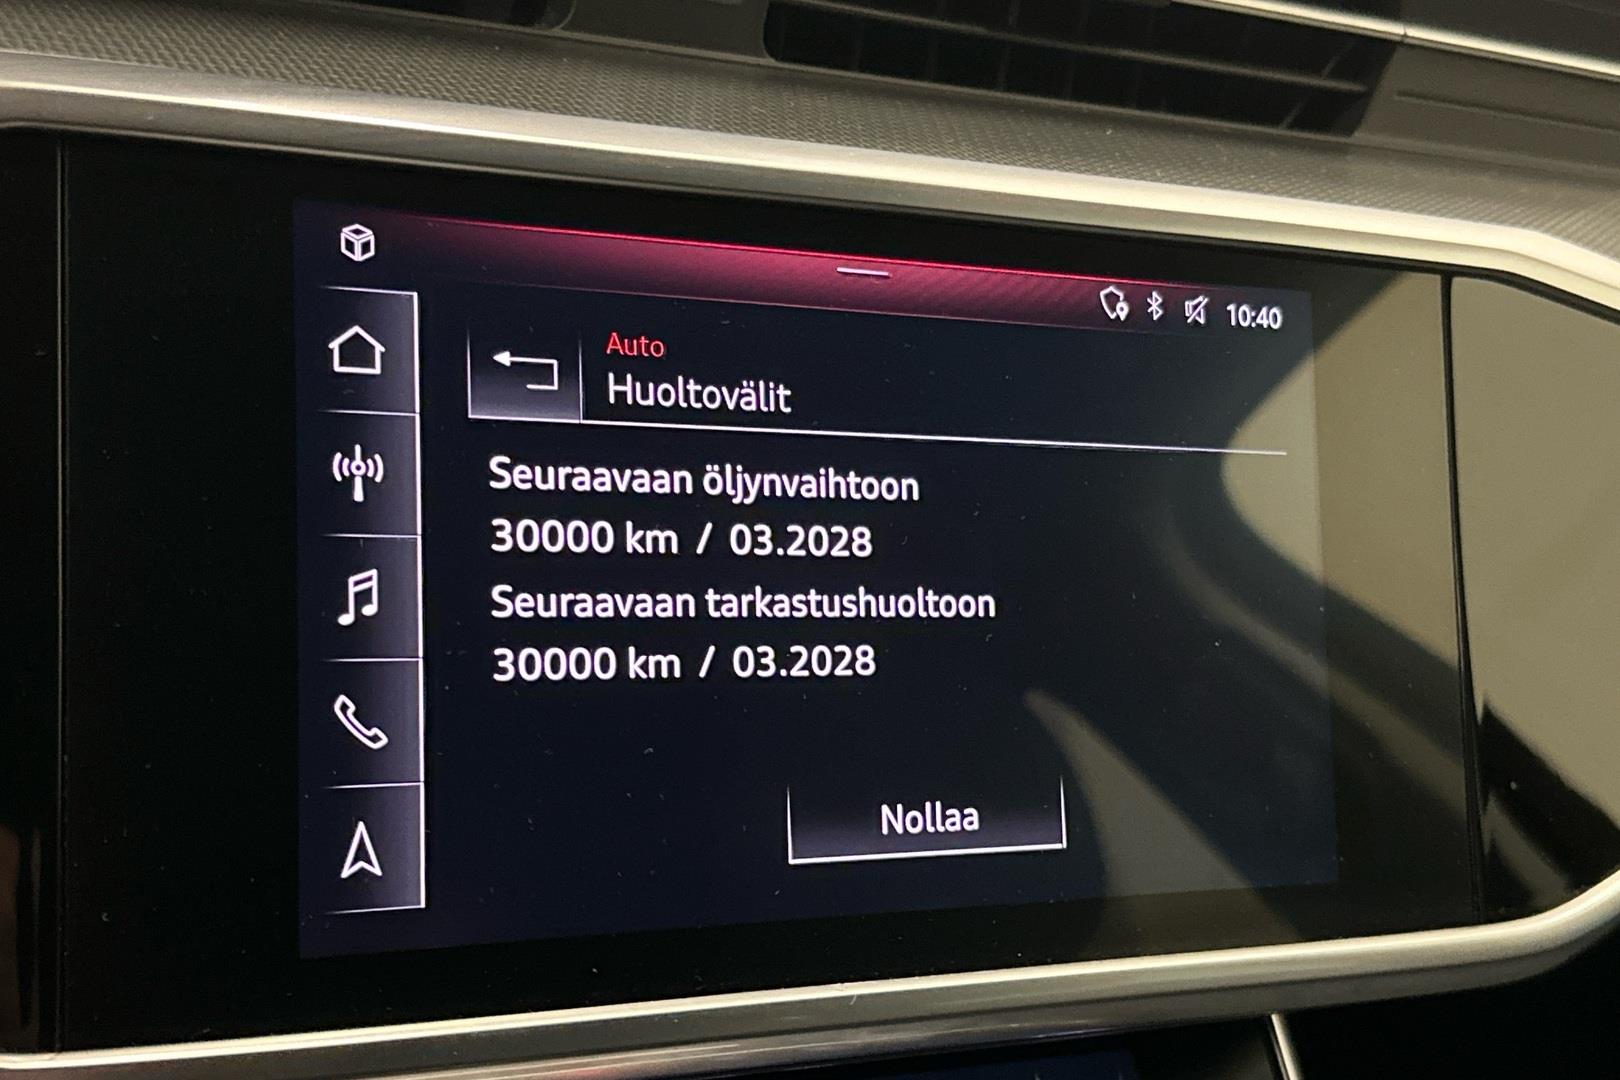 10:40
Auto
Huoltovälit
Seuraavaan öljynvaihtoon
30000 km / 03.2028
Seuraavaan tarkastushuoltoon
30000 km / 03.2028
Nollaa